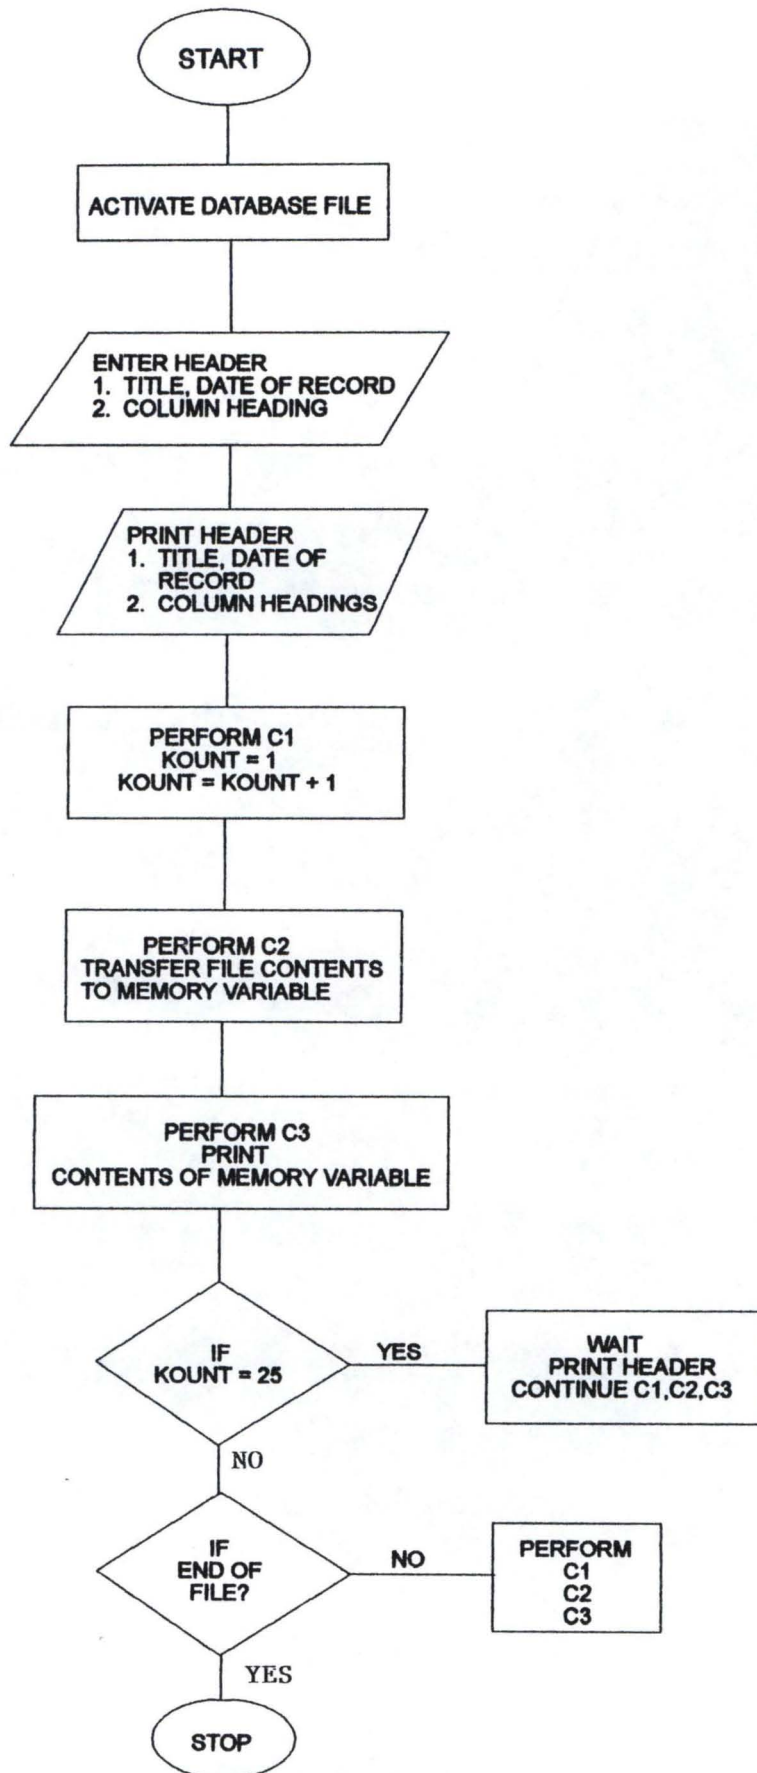 START
ACTIVATE DATABASE FILE
ENTER HEADER
1. TITLE, DATE OF RECORD
2. COLUMN HEADING
PRINT HEADER
1. TITLE, DATE OF
RECORD
2. COLUMN HEADINGS
PERFORM C1
KOUNT = 1
KOUNT = KOUNT + 1
PERFORM C2
TRANSFER FILE CONTENTS
TO MEMORY VARIABLE
PERFORM C3
PRINT
CONTENTS OF MEMORY VARIABLE
IF
KOUNT = 25
YES
WAIT
PRINT HEADER
CONTINUE C1,C2,C3
NO
IF
END OF
FILE?
NO
PERFORM
C1
C2
C3
YES
STOP